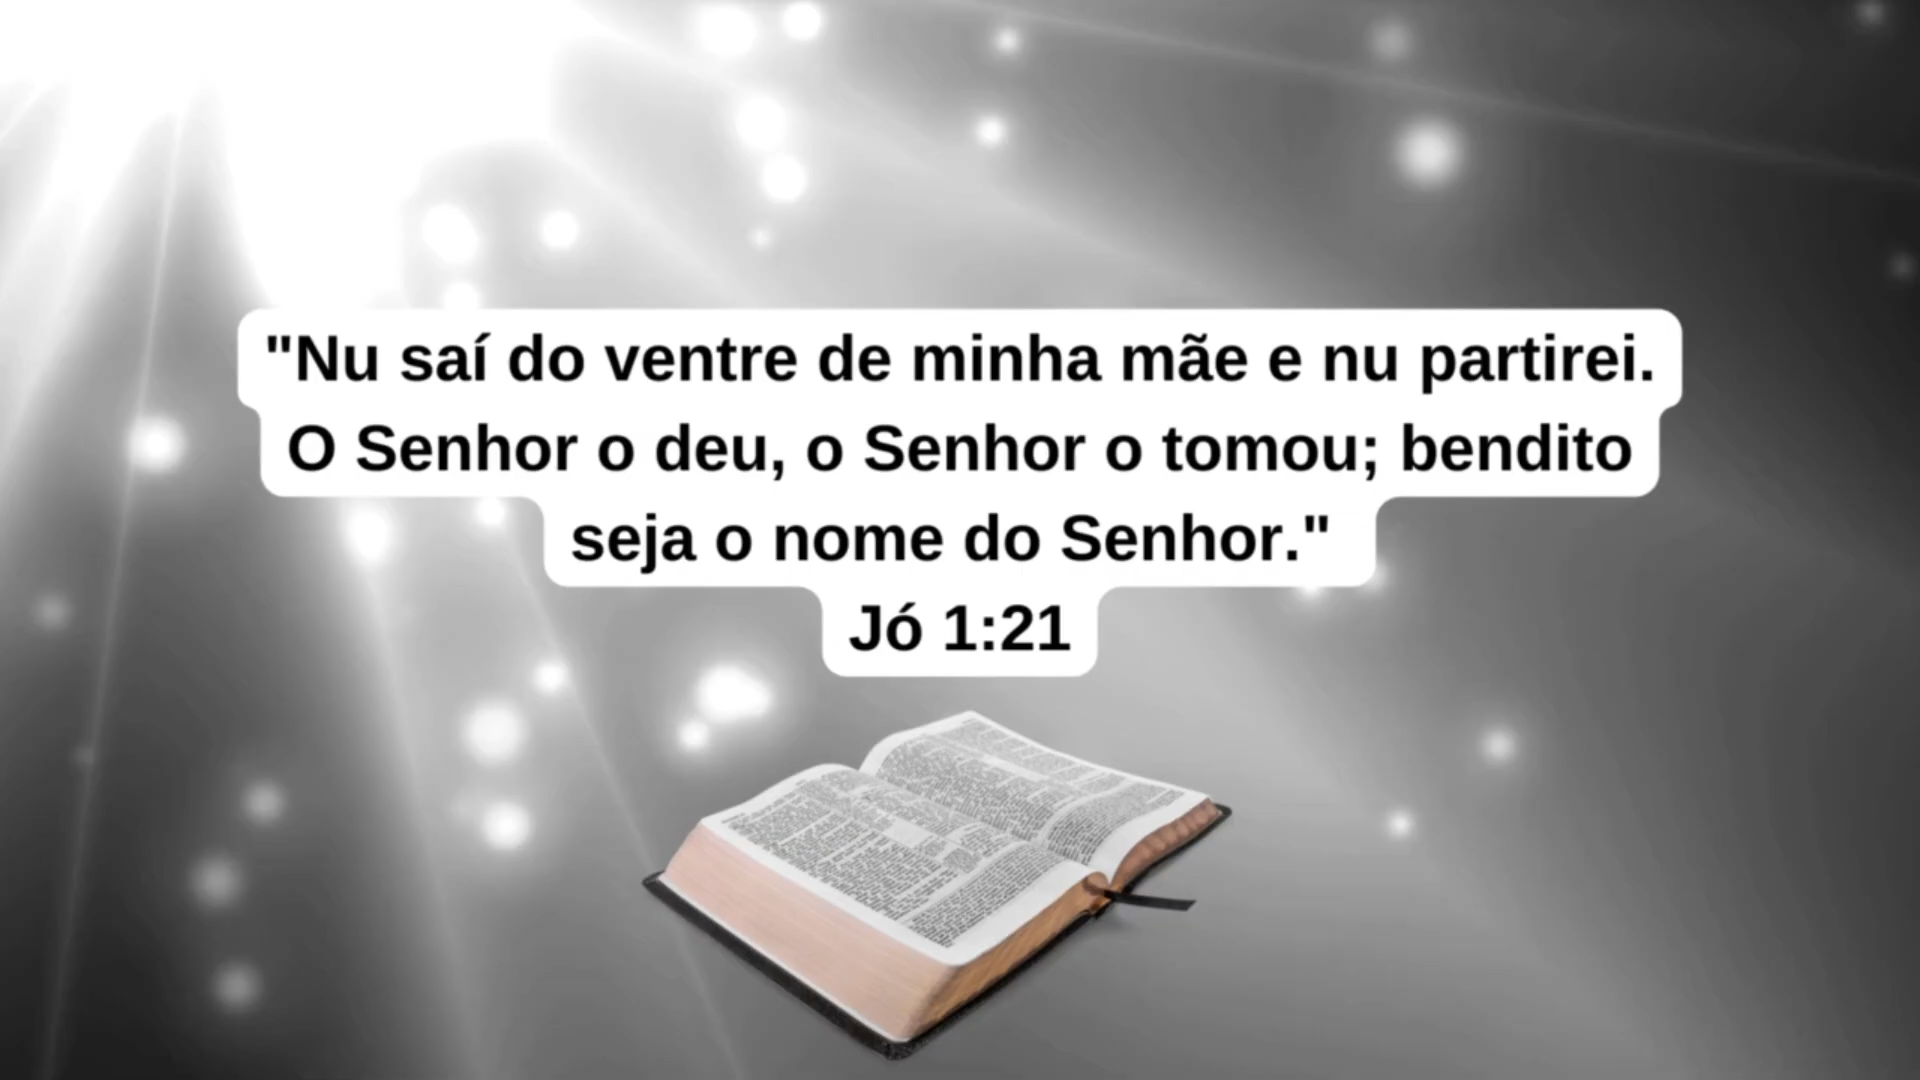 "Nu saí do ventre de minha mãe e nu partirei.
O Senhor o deu, o Senhor o tomou; bendito
seja o nome do Senhor."
Jó 1:21